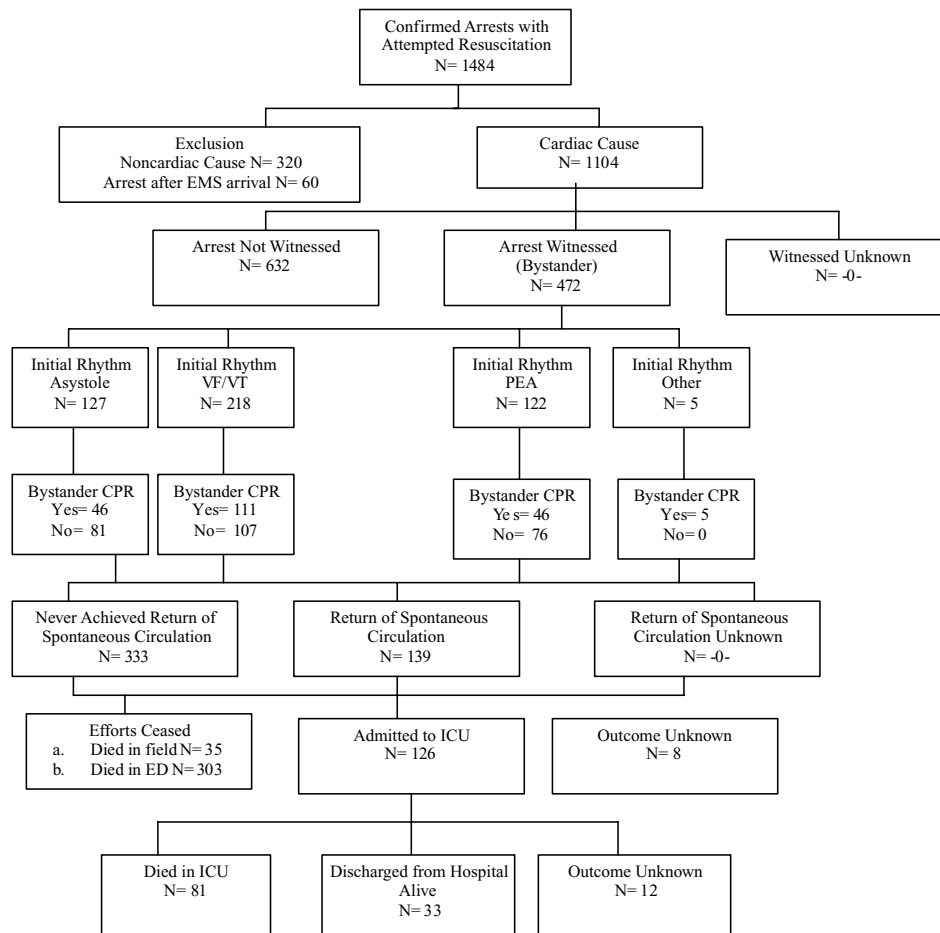 Confirmed Arrests with
Attempted Resuscitation
N= 1484
Exclusion
Noncardiac Cause N= 320
Arrest after EMS arrival N= 60
Cardiac Cause
N= 1104
Arrest Not Witnessed
N= 632
Arrest Witnessed
(Bystander)
N= 472
Witnessed Unknown
N= -0-
Initial Rhythm
Asystole
N= 127
Initial Rhythm
VF/VT
N= 218
Initial Rhythm
PEA
N= 122
Initial Rhythm
Other
N= 5
Bystander CPR
Yes= 46
No= 81
Bystander CPR
Yes= 111
No= 107
Bystander CPR
Yes= 46
No= 76
Bystander CPR
Yes= 5
No= 0
Never Achieved Return of
Spontaneous Circulation
N= 333
Return of Spontaneous
Circulation
N= 139
Return of Spontaneous
Circulation Unknown
N= -0-
Efforts Ceased
a. Died in field N= 35
b. Died in ED N= 303
Admitted to ICU
N= 126
Outcome Unknown
N= 8
Died in ICU
N= 81
Discharged from Hospital
Alive
N= 33
Outcome Unknown
N= 12